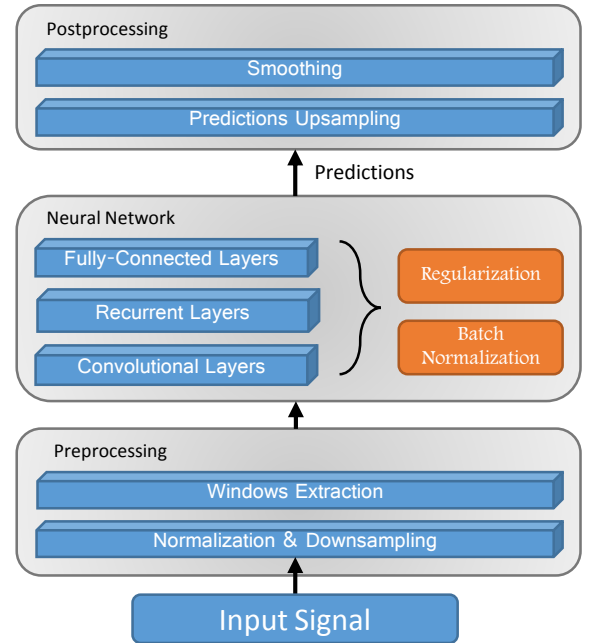 Postprocessing
Smoothing
Predictions Upsampling
Predictions
Neural Network
Fully-Connected Layers
Recurrent Layers
Convolutional Layers
Regularization
Batch
Normalization
Preprocessing
Windows Extraction
Normalization & Downsampling
Input Signal